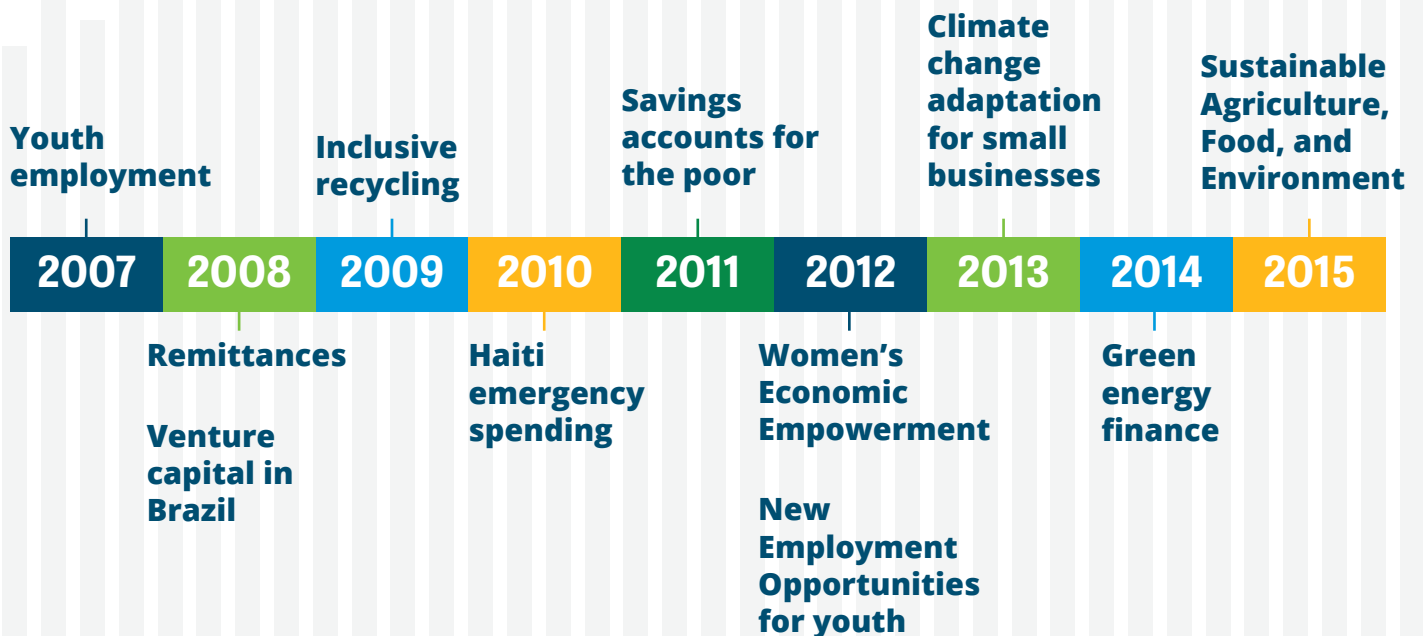 Youth
employment
Inclusive
recycling
Savings
accounts for
the poor
Climate
change
adaptation
for small
businesses
Sustainable
Agriculture,
Food, and
Environment
2007 2008 2009 2010 2011 2012 2013 2014 2015
Remittances
Venture
capital in
Brazil
Haiti
emergency
spending
Women’s
Economic
Empowerment
New
Employment
Opportunities
for youth
Green
energy
finance